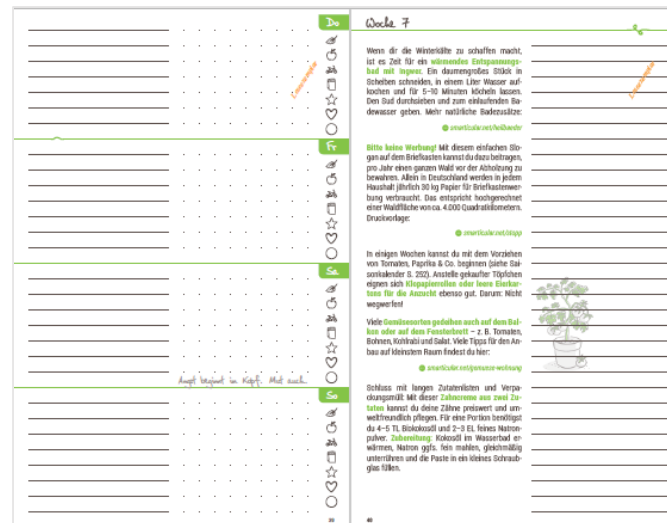 Do
Fr
Sa
Angst beginnt im Kopf. Mut auch.
So
Woche 7
Wenn dir die Winterkälte zu schaffen macht,
ist es Zeit für ein wärmendes Entspannungs-
bad mit Ingwer. Ein daumengroßes Stück in
Scheiben schneiden, in einem Liter Wasser auf-
kochen und für 5–10 Minuten köcheln lassen.
Den Sud durchsieben und zum einlaufenden Ba-
dewasser geben. Mehr natürliche Badezusätze:
smarticular.net/heilbaeder
Bitte keine Werbung! Mit diesem einfachen Slo-
gan auf dem Briefkasten kannst du dazu beitragen,
pro Jahr einen ganzen Wald vor der Abholzung zu
bewahren. Allein in Deutschland werden in jedem
Haushalt jährlich 30 kg Papier für Briefkastenwer-
bung verbraucht. Das entspricht hochgerechnet
einer Waldfläche von ca. 4.000 Quadratkilometern.
Druckvorlage:
smarticular.net/stopp
In einigen Wochen kannst du mit dem Vorziehen
von Tomaten, Paprika & Co. beginnen (siehe Sai-
sonkalender S. 252). Anstelle gekaufter Töpfchen
eignen sich Klopapierrollen oder leere Eierkar-
tons für die Anzucht ebenso gut. Darum: Nicht
wegwerfen!
Viele Gemüsesorten gedeihen auch auf dem Bal-
kon oder auf dem Fensterbrett – z. B. Tomaten,
Bohnen, Kohlrabi und Salat. Viele Tipps für den An-
bau auf kleinstem Raum findest du hier:
smarticular.net/gemuese-wohnung
Schluss mit langen Zutatenlisten und Verpa-
ckungsmüll: Mit dieser Zahncreme aus zwei Zu-
taten kannst du deine Zähne preiswert und um-
weltfreundlich pflegen. Für eine Portion benötigst
du 4–5 TL Biokokosöl und 2–3 EL feines Natron-
pulver. Zubereitung: Kokosöl im Wasserbad er-
wärmen, Natron ggfs. fein mahlen, gleichmäßig
unterrühren und die Paste in ein kleines Schraub-
glas füllen.